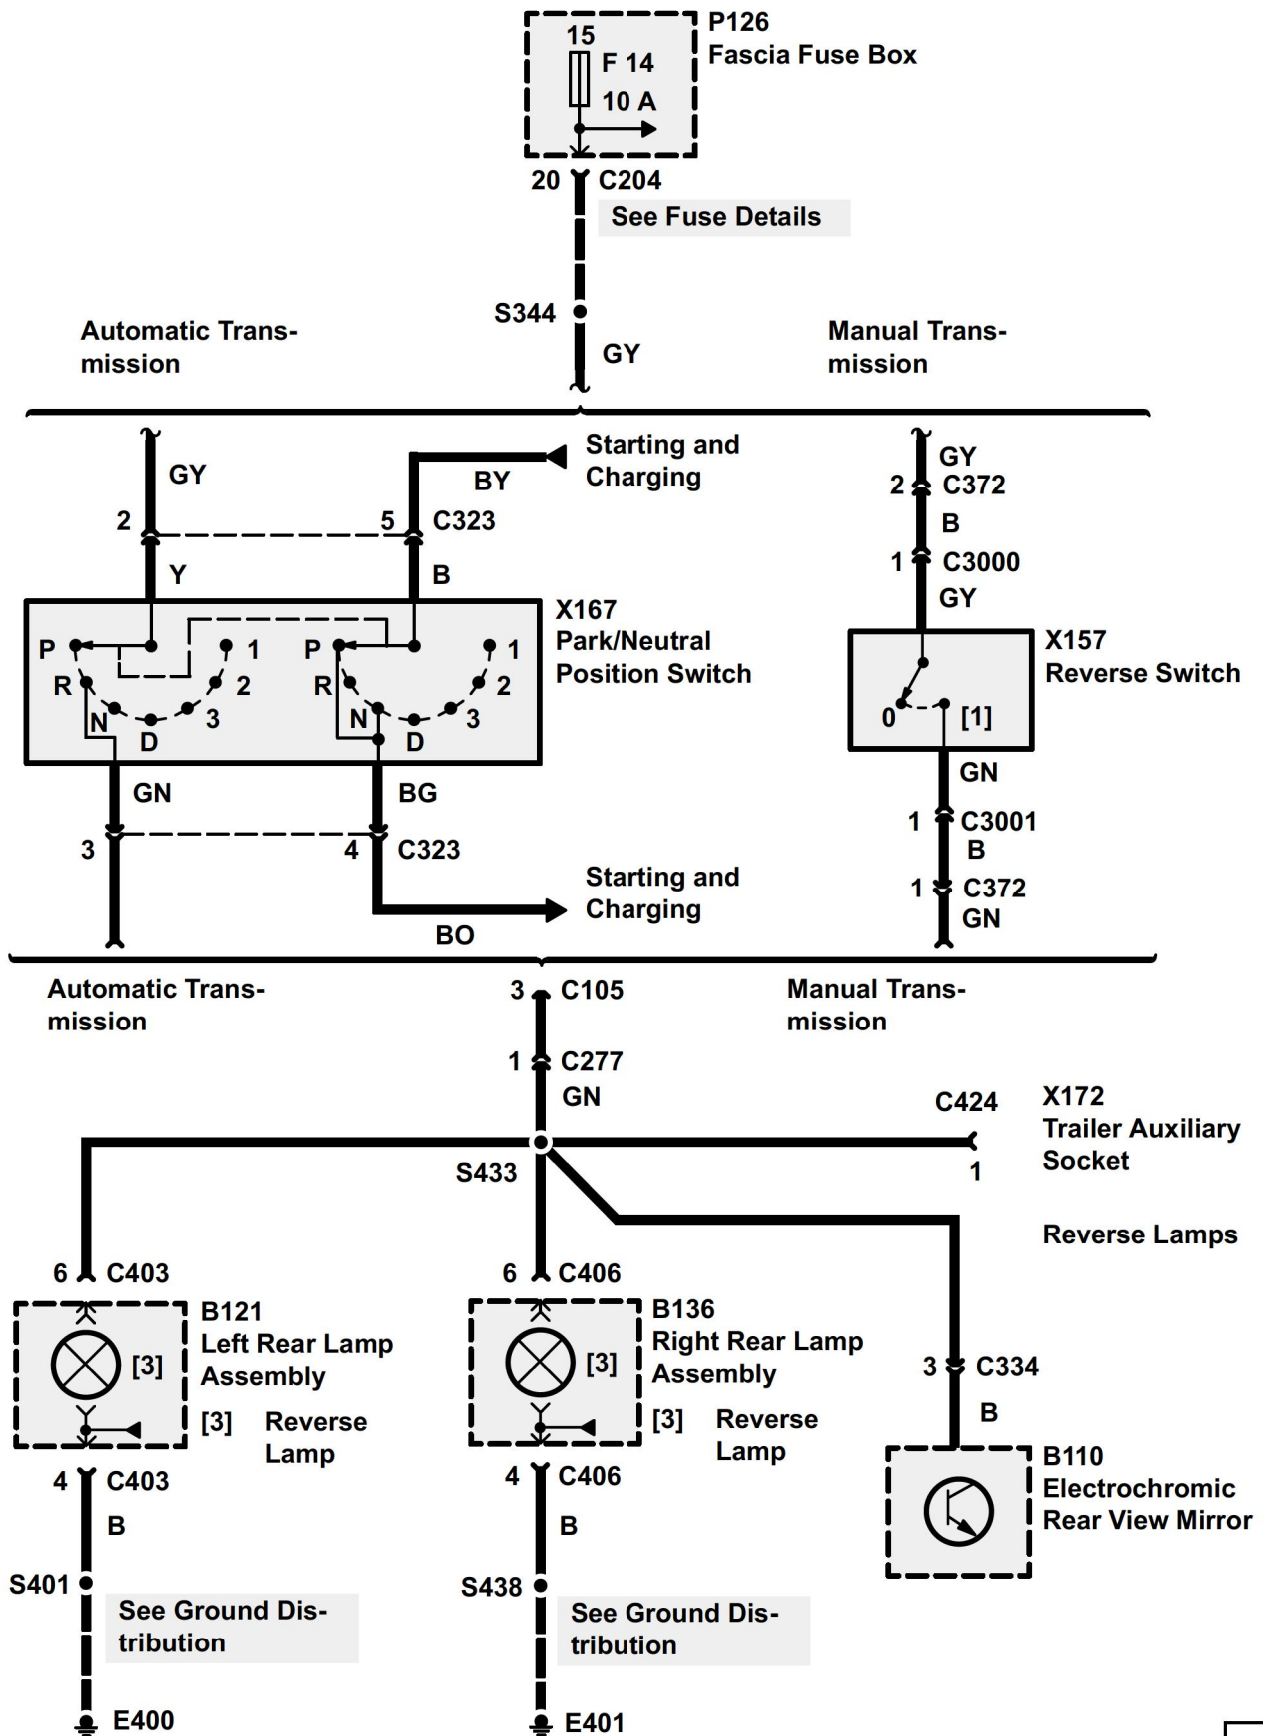 P126
15
F 14
Fascia Fuse Box
10 A
20 C204
See Fuse Details
S344
Automatic Trans-
mission
Manual Trans-
mission
GY
GY
BY
Starting and
Charging
GY
2 C372
2
5 C323
B
1 C3000
Y
B
GY
X167
Park/Neutral
Position Switch
P
R
N
D
3
2
1
P
R
N
D
3
2
1
X157
Reverse Switch
0
[1]
GN
BG
GN
3
4 C323
1 C3001
B
1 C372
GN
Starting and
Charging
BO
Automatic Trans-
mission
3 C105
Manual Trans-
mission
1 C277
GN
C424
1
X172
Trailer Auxiliary
Socket
S433
Reverse Lamps
6 C403
6 C406
B121
Left Rear Lamp
Assembly
[3]
[3] Reverse
Lamp
B136
Right Rear Lamp
Assembly
[3]
[3] Reverse
Lamp
3 C334
B
B110
Electrochromic
Rear View Mirror
4 C403
4 C406
B
B
S401
S438
See Ground Dis-
tribution
See Ground Dis-
tribution
E400
E401